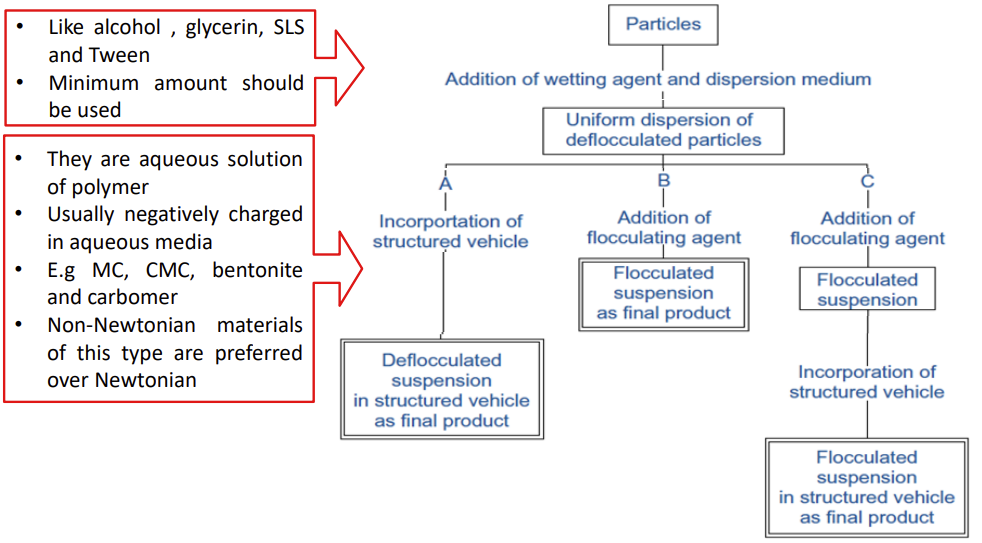 • Like alcohol , glycerin, SLS
and Tween
• Minimum amount should
be used
• They are aqueous solution
of polymer
• Usually negatively charged
in aqueous media
• E.g MC, CMC, bentonite
and carbomer
• Non-Newtonian materials
of this type are preferred
over Newtonian
Particles
Addition of wetting agent and dispersion medium
Uniform dispersion of
deflocculated particles
A
Incorportation of
structured vehicle
Deflocculated
suspension
in structured vehicle
as final product
B
Addition of
flocculating agent
Flocculated
suspension
as final product
C
Addition of
flocculating agent
Flocculated
suspension
Incorporation of
structured vehicle
Flocculated
suspension
in structured vehicle
as final product